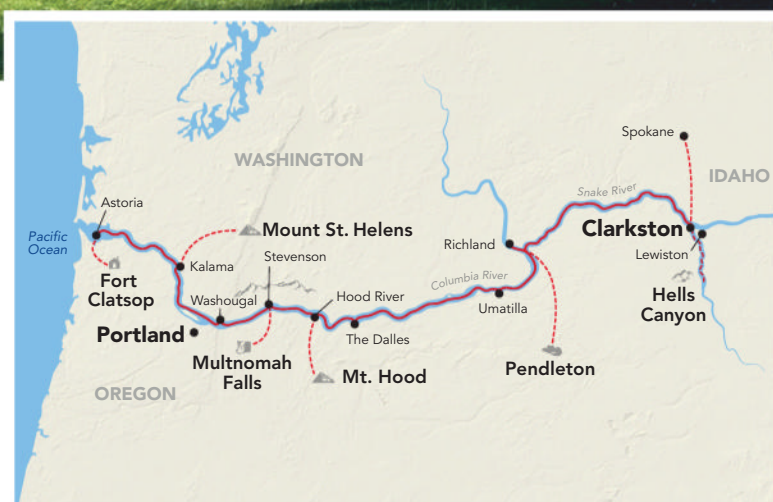 Spokane
WASHINGTON
IDAHO
Snake River
Astoria
Clarkston
Mount St. Helens
Pacific
Ocean
Richland
Lewiston
Stevenson
Kalama
Fort
Clatsop
Columbia River
Hells
Canyon
Washougal
Hood River
Umatilla
Portland
The Dalles
Multnomah
Falls
Pendleton
Mt. Hood
OREGON